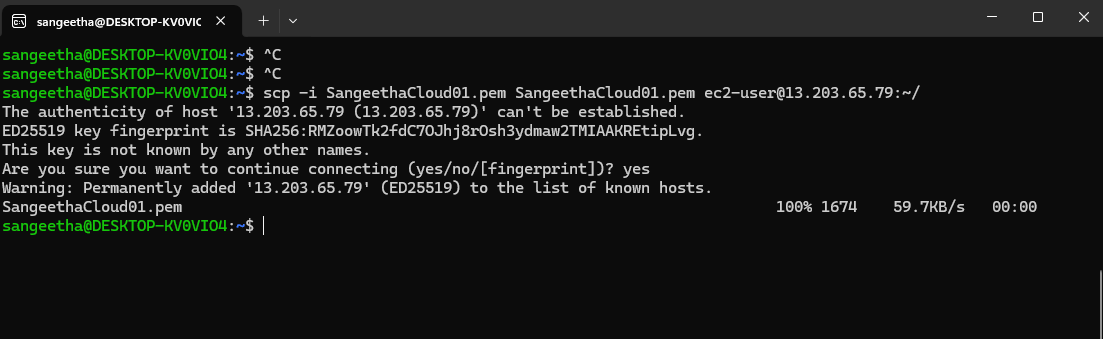 sangeetha@DESKTOP-KV0VIC
sangeetha@DESKTOP-KV0VIO4:~$ ^C
sangeetha@DESKTOP-KV0VIO4:~$ ^C
sangeetha@DESKTOP-KV0VIO4:~$ scp -i SangeethaCloud01.pem SangeethaCloud01.pem ec2-user@13.203.65.79:~/
The authenticity of host '13.203.65.79 (13.203.65.79)' can't be established.
ED25519 key fingerprint is SHA256:RMZoowTk2fdC7OJhj8rOsh3ydmaw2TMIAAKREtipLvg.
This key is not known by any other names.
Are you sure you want to continue connecting (yes/no/[fingerprint])? yes
Warning: Permanently added '13.203.65.79' (ED25519) to the list of known hosts.
SangeethaCloud01.pem 100% 1674 59.7KB/s 00:00
sangeetha@DESKTOP-KV0VIO4:~$